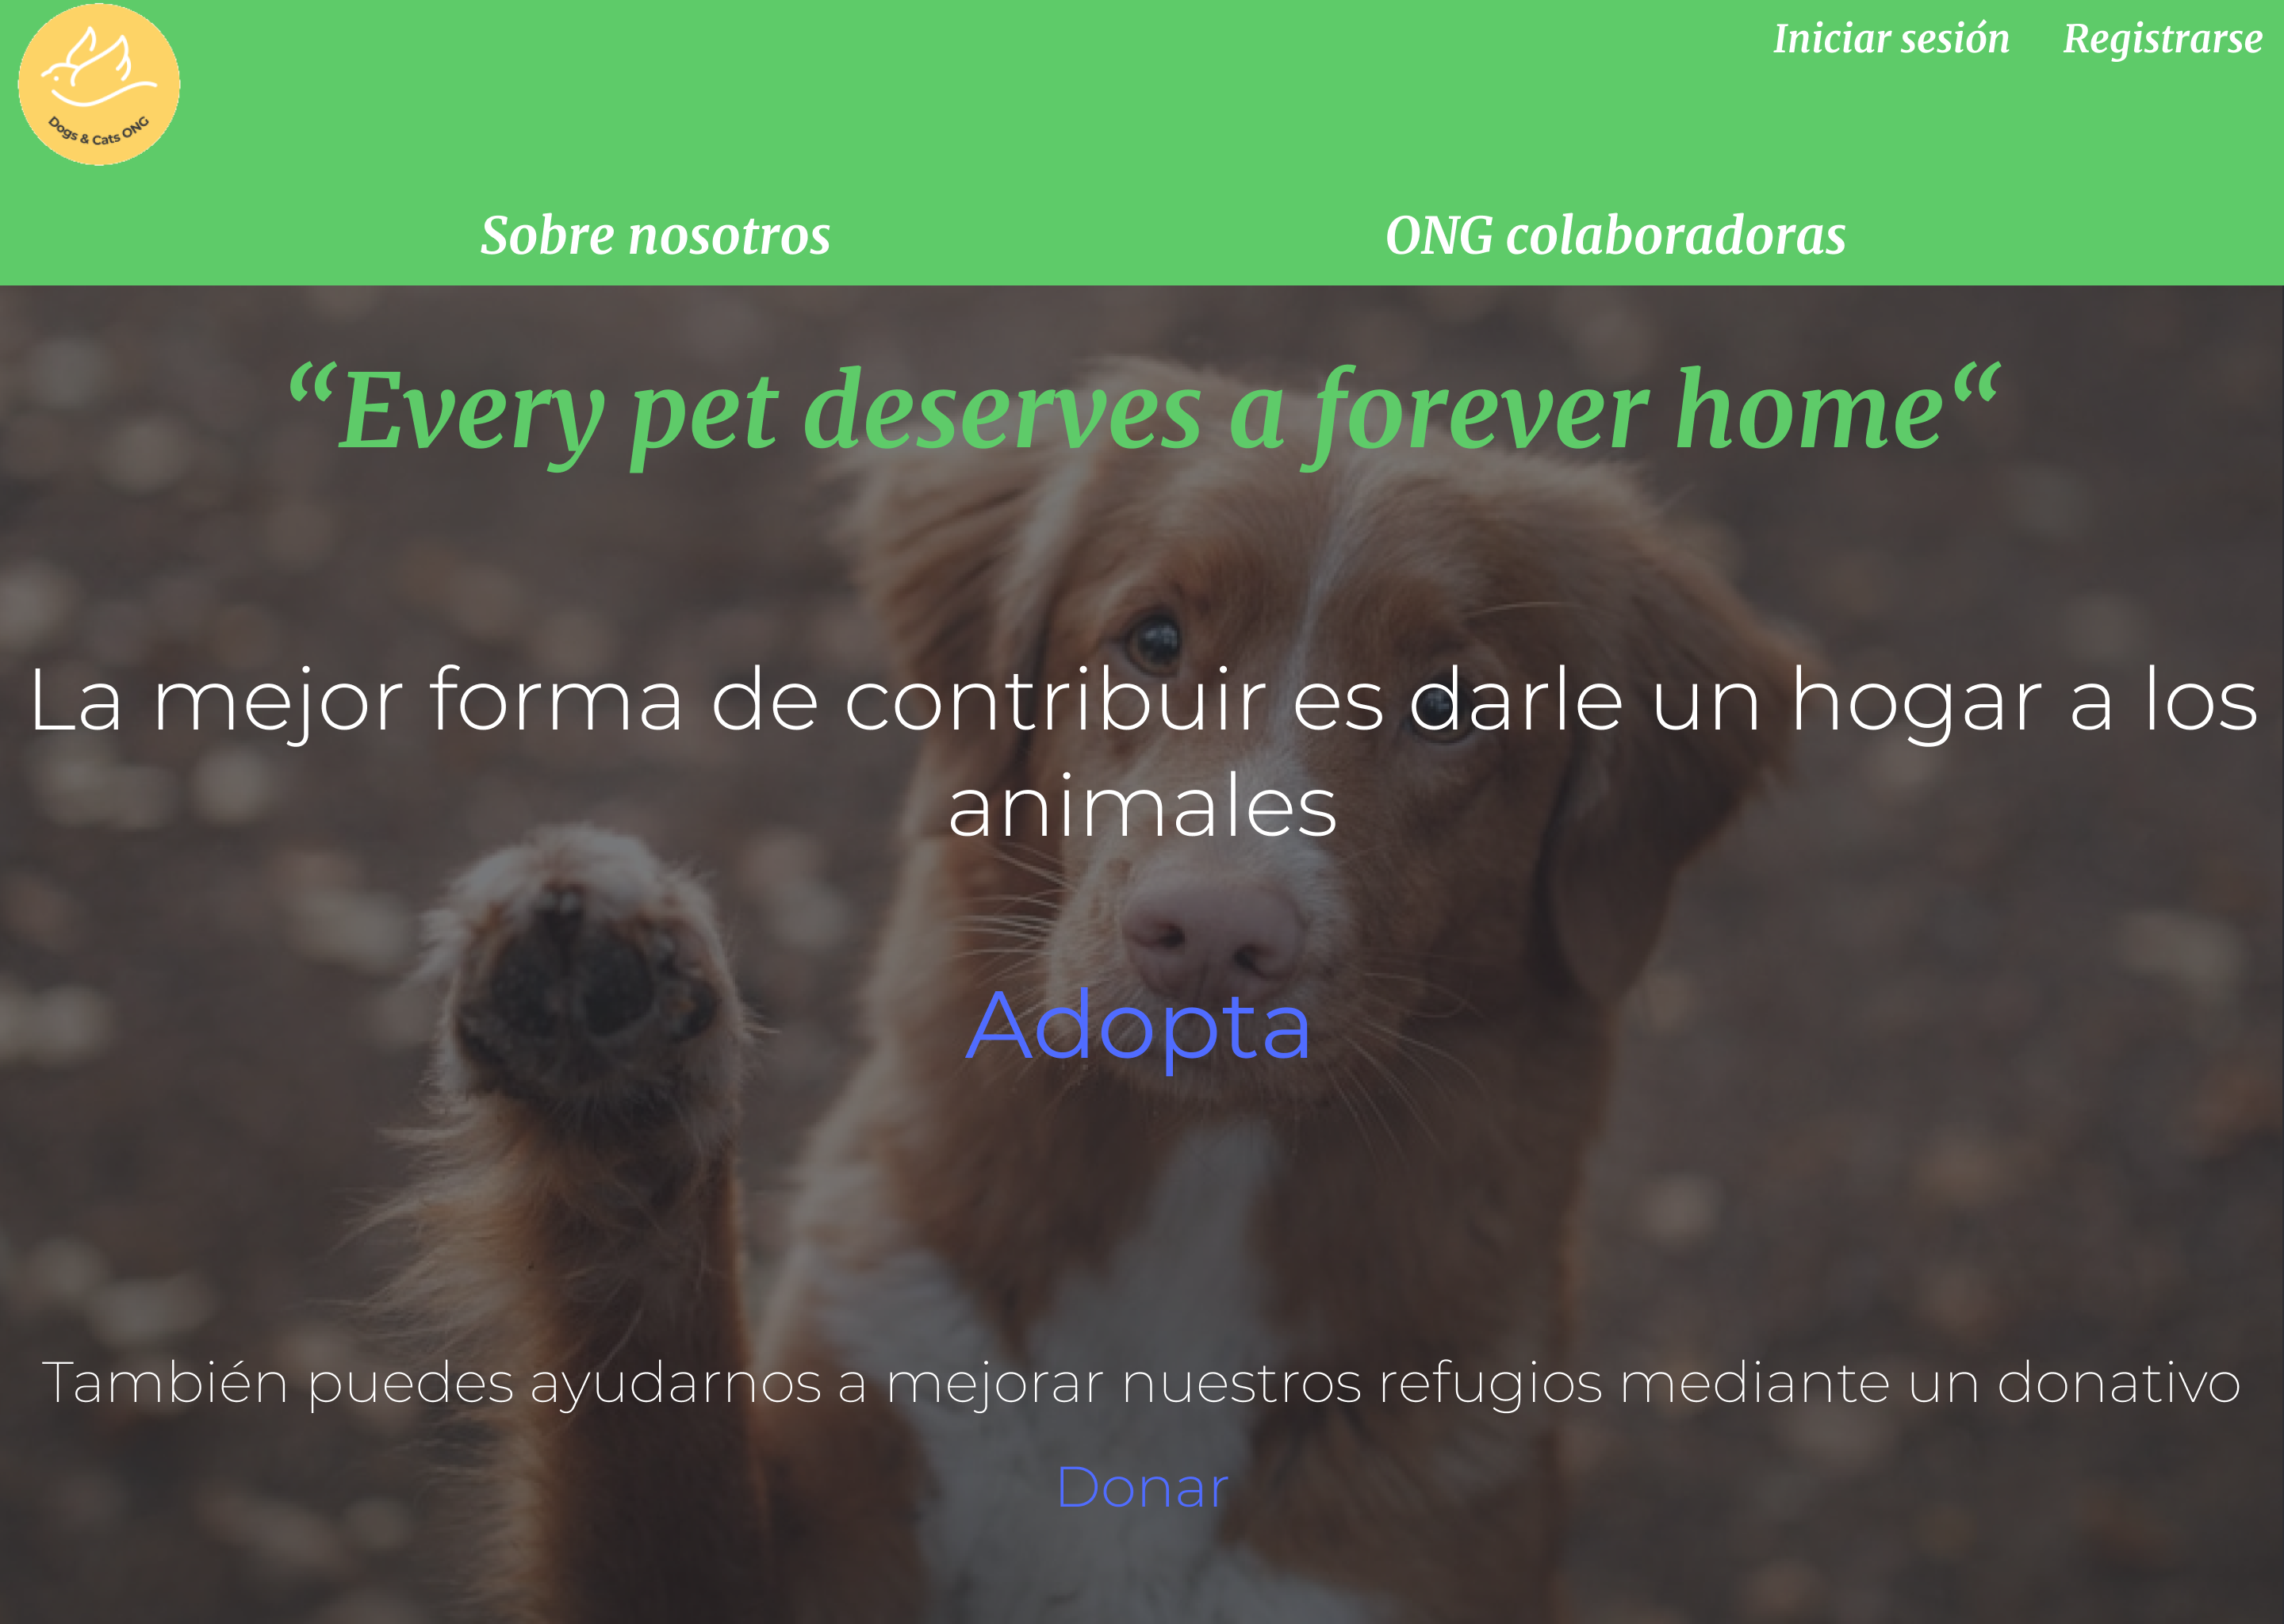 Dogs & Cats ONG
Iniciar sesión
Registrarse
Sobre nosotros
ONG colaboradoras
“Every pet deserves a forever home“
La mejor forma de contribuir es darle un hogar a los
animales
Adopta
También puedes ayudarnos a mejorar nuestros refugios mediante un donativo
Donar